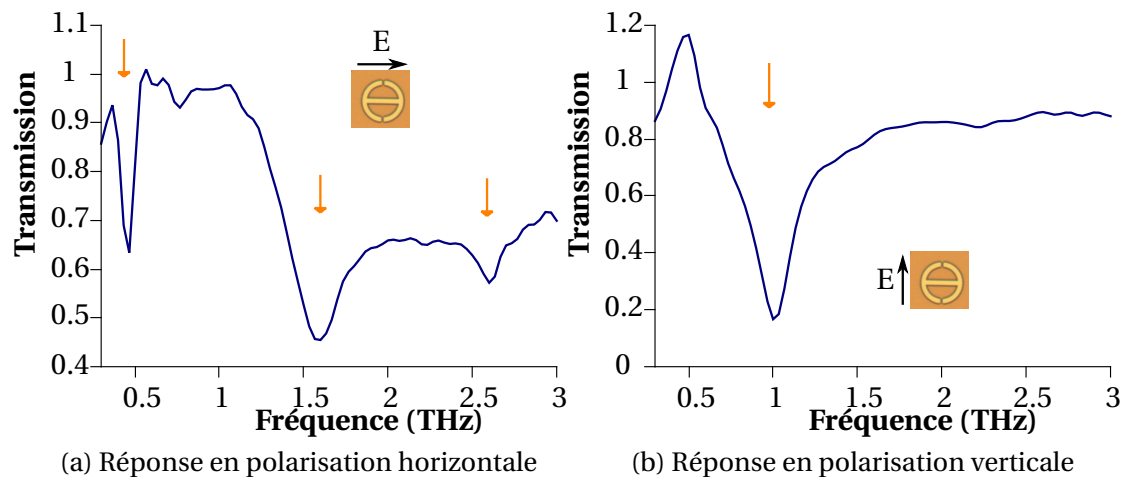 1.1
1
0.9
0.8
0.7
0.6
0.5
0.4
Transmission
E
0.5 1 1.5 2 2.5 3
Fréquence (THz)
(a) Réponse en polarisation horizontale
1.2
1
0.8
0.6
0.4
0.2
0
Transmission
E
0.5 1 1.5 2 2.5 3
Fréquence (THz)
(b) Réponse en polarisation verticale